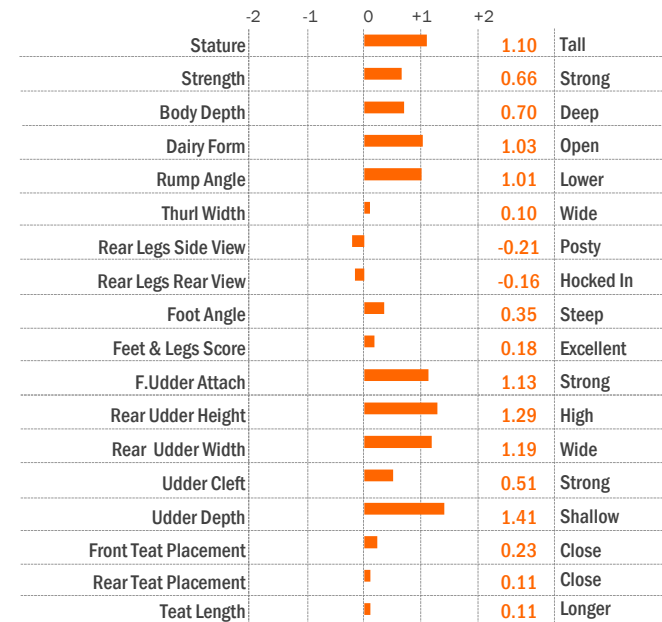 -2 -1 0 +1 +2
Stature 1.10 Tall
Strength 0.66 Strong
Body Depth 0.70 Deep
Dairy Form 1.03 Open
Rump Angle 1.01 Lower
Thurl Width 0.10 Wide
Rear Legs Side View -0.21 Posty
Rear Legs Rear View -0.16 Hocked In
Foot Angle 0.35 Steep
Feet & Legs Score 0.18 Excellent
F.Udder Attach 1.13 Strong
Rear Udder Height 1.29 High
Rear Udder Width 1.19 Wide
Udder Cleft 0.51 Strong
Udder Depth 1.41 Shallow
Front Teat Placement 0.23 Close
Rear Teat Placement 0.11 Close
Teat Length 0.11 Longer